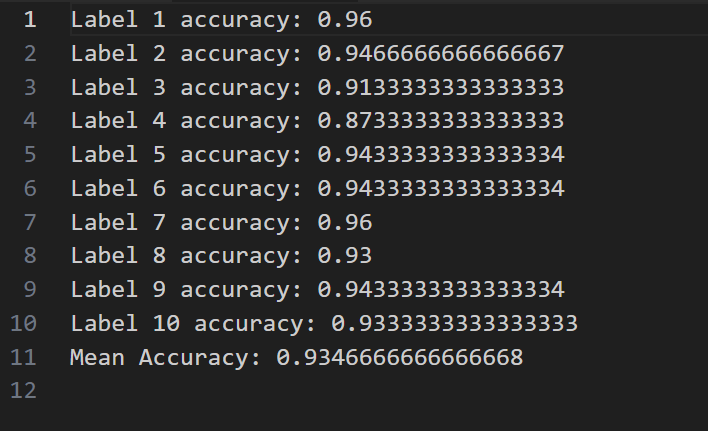 1 Label 1 accuracy: 0.96
2 Label 2 accuracy: 0.9466666666666667
3 Label 3 accuracy: 0.9133333333333333
4 Label 4 accuracy: 0.8733333333333333
5 Label 5 accuracy: 0.9433333333333334
6 Label 6 accuracy: 0.9433333333333334
7 Label 7 accuracy: 0.96
8 Label 8 accuracy: 0.93
9 Label 9 accuracy: 0.9433333333333334
10 Label 10 accuracy: 0.9333333333333333
11 Mean Accuracy: 0.9346666666666668
12